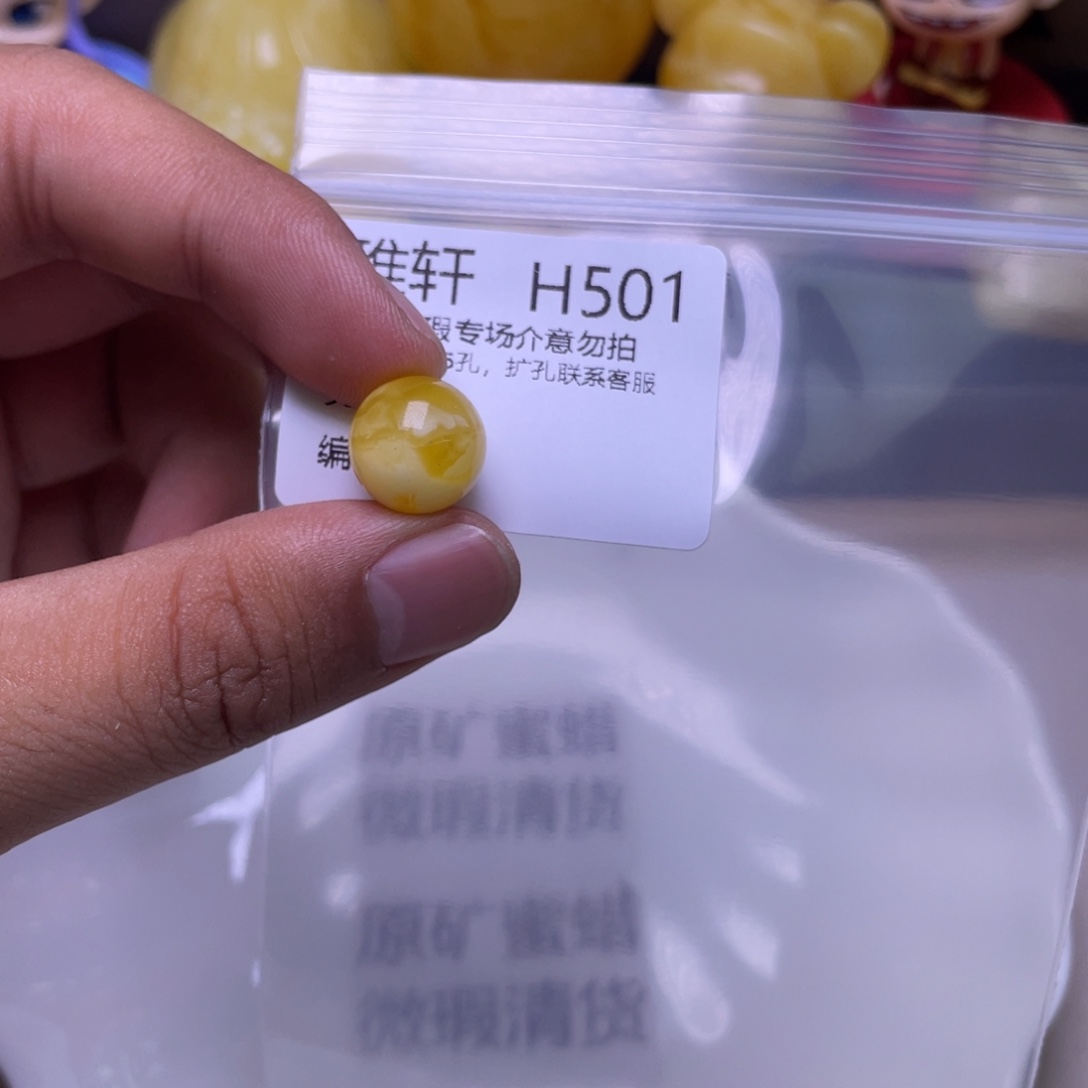 雅轩 H501
瑕专场介意勿拍
孔，扩孔联系客服
编
原矿蜜蜡
微瑕清货
原矿蜜蜡
微瑕清货